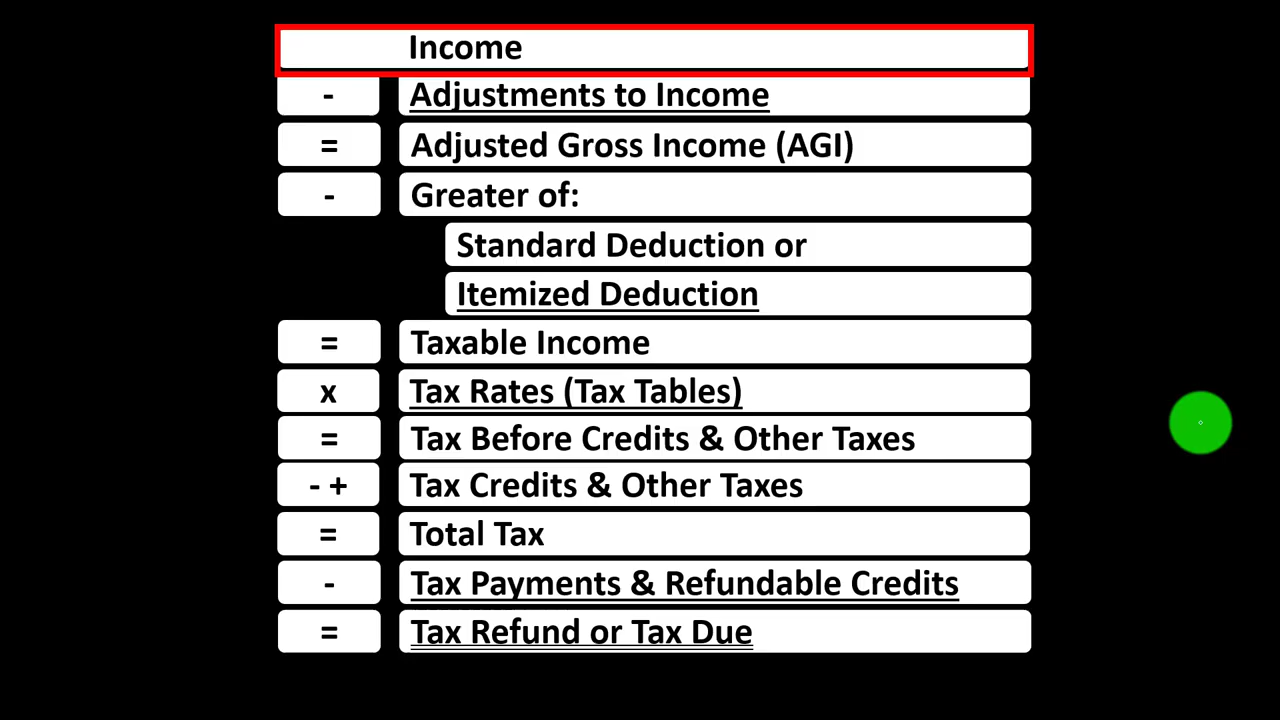 Income
- Adjustments to Income
= Adjusted Gross Income (AGI)
- Greater of:
Standard Deduction or
Itemized Deduction
= Taxable Income
x Tax Rates (Tax Tables)
= Tax Before Credits & Other Taxes
- + Tax Credits & Other Taxes
= Total Tax
- Tax Payments & Refundable Credits
= Tax Refund or Tax Due